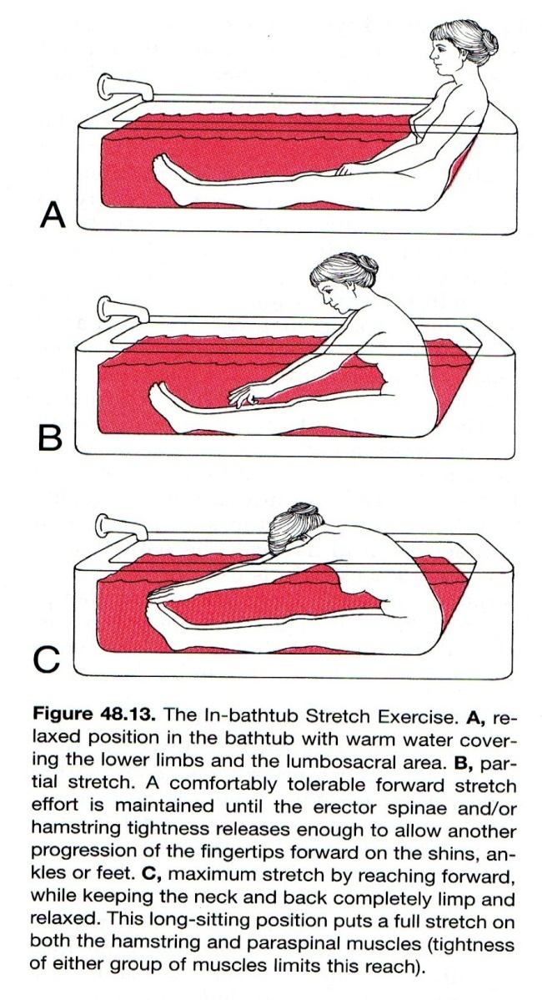 A
B
C
Figure 48.13. The In-bathtub Stretch Exercise. A, re-
laxed position in the bathtub with warm water cover-
ing the lower limbs and the lumbosacral area. B, par-
tial stretch. A comfortably tolerable forward stretch
effort is maintained until the erector spinae and/or
hamstring tightness releases enough to allow another
progression of the fingertips forward on the shins, an-
kles or feet. C, maximum stretch by reaching forward,
while keeping the neck and back completely limp and
relaxed. This long-sitting position puts a full stretch on
both the hamstring and paraspinal muscles (tightness
of either group of muscles limits this reach).